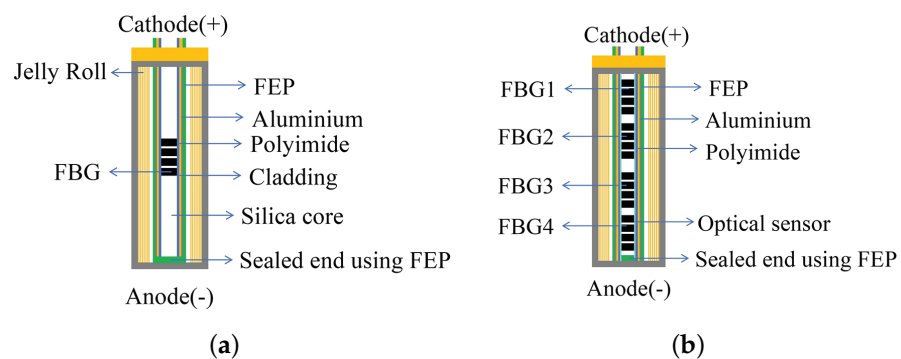 Cathode(+)
Jelly Roll
FEP
Aluminium
Polyimide
FBG
Cladding
Silica core
Sealed end using FEP
Anode(-)
(a)
Cathode(+)
FBG1
FEP
Aluminium
FBG2
Polyimide
FBG3
FBG4
Optical sensor
Sealed end using FEP
Anode(-)
(b)